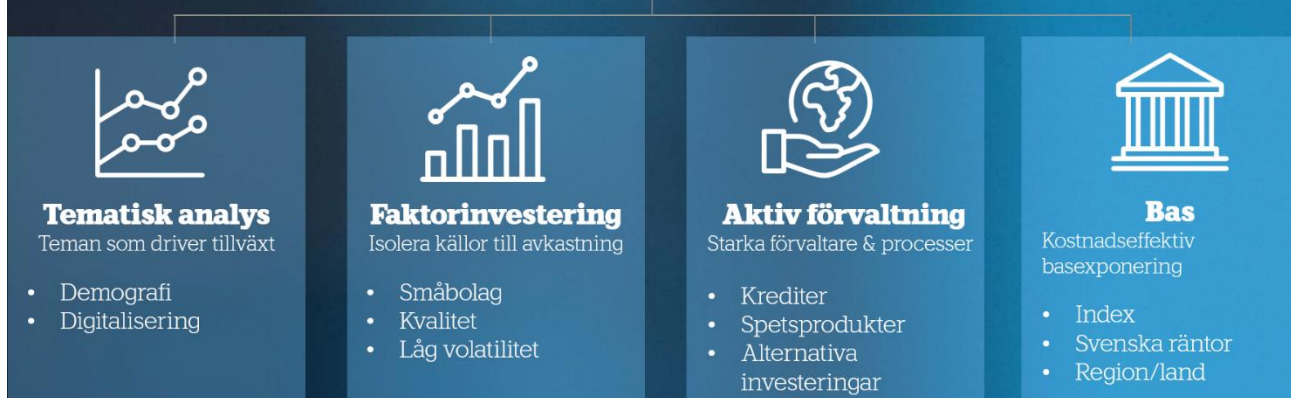 Tematisk analys
Teman som driver tillväxt
• Demografi
• Digitalisering
Faktorinvestering
Isolera källor till avkastning
• Småbolag
• Kvalitet
• Låg volatilitet
Aktiv förvaltning
Starka förvaltare & processer
• Krediter
• Spetsprodukter
• Alternativa
investeringar
Bas
Kostnadseffektiv
basexponering
• Index
• Svenska räntor
• Region/land